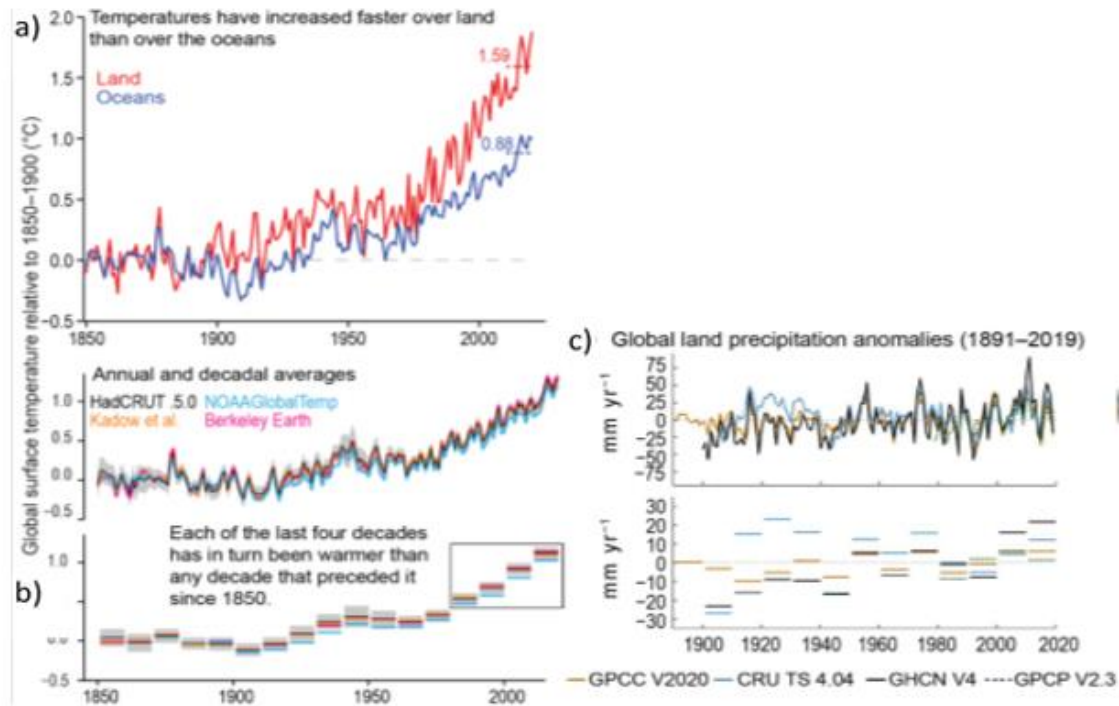 a)
Temperatures have increased faster over land
than over the oceans
Land
Oceans
1.59
0.88
2.0
1.5
1.0
0.5
0.0
−0.5
1850
1900
1950
2000
Global surface temperature relative to 1850–1900 (°C)
Annual and decadal averages
HadCRUT .5.0 NOAAGlobalTemp
Kadow et al. Berkeley Earth
1.0
0.5
0.0
−0.5
b)
Each of the last four decades
has in turn been warmer than
any decade that preceded it
since 1850.
1.0
0.0
−0.5
1850
1900
1950
2000
c)
Global land precipitation anomalies (1891–2019)
mm yr−1
75
50
25
0
−25
−50
−75
mm yr−1
30
20
10
0
−10
−20
−30
1900 1920 1940 1960 1980 2000 2020
GPCC V2020 CRU TS 4.04 GHCN V4 GPCP V2.3